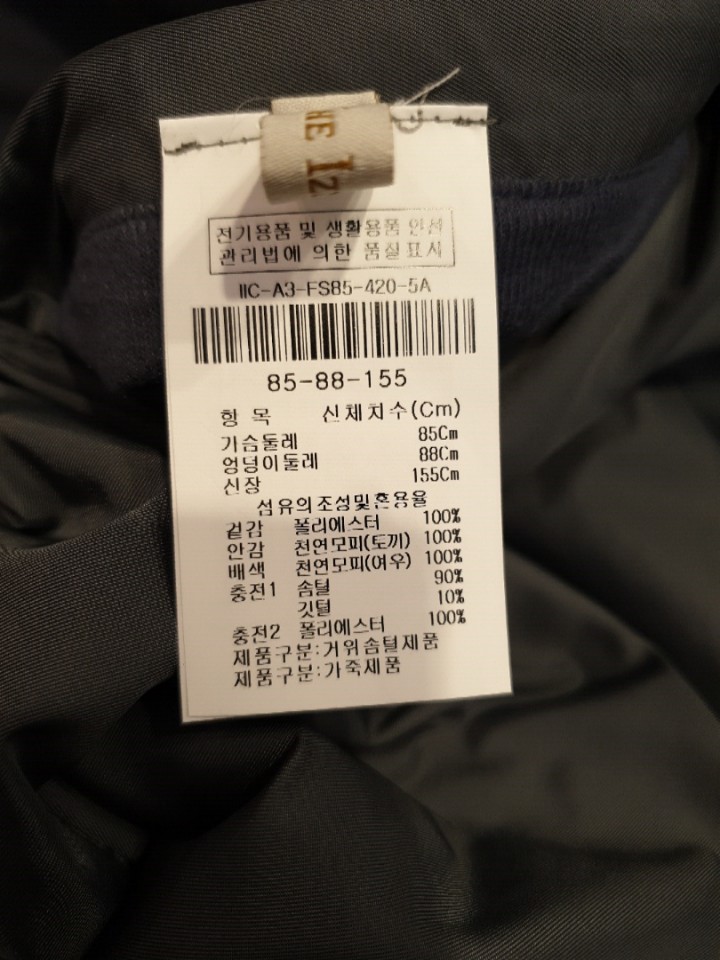 HE Iz
전기용품 및 생활용품 안전
관리법에 의한 품질표시
IIC-A3-FS85-420-5A
85-88-155
항 목 신체치수(Cm)
가슴둘레 85Cm
엉덩이둘레 88Cm
신장 155Cm
섬유의조성및혼용율
겉감 폴리에스터 100%
안감 천연모피(토끼) 100%
배색 천연모피(여우) 100%
충전1 솜털 90%
깃털 10%
충전2 폴리에스터 100%
제품구분:거위솜털제품
제품구분:가죽제품